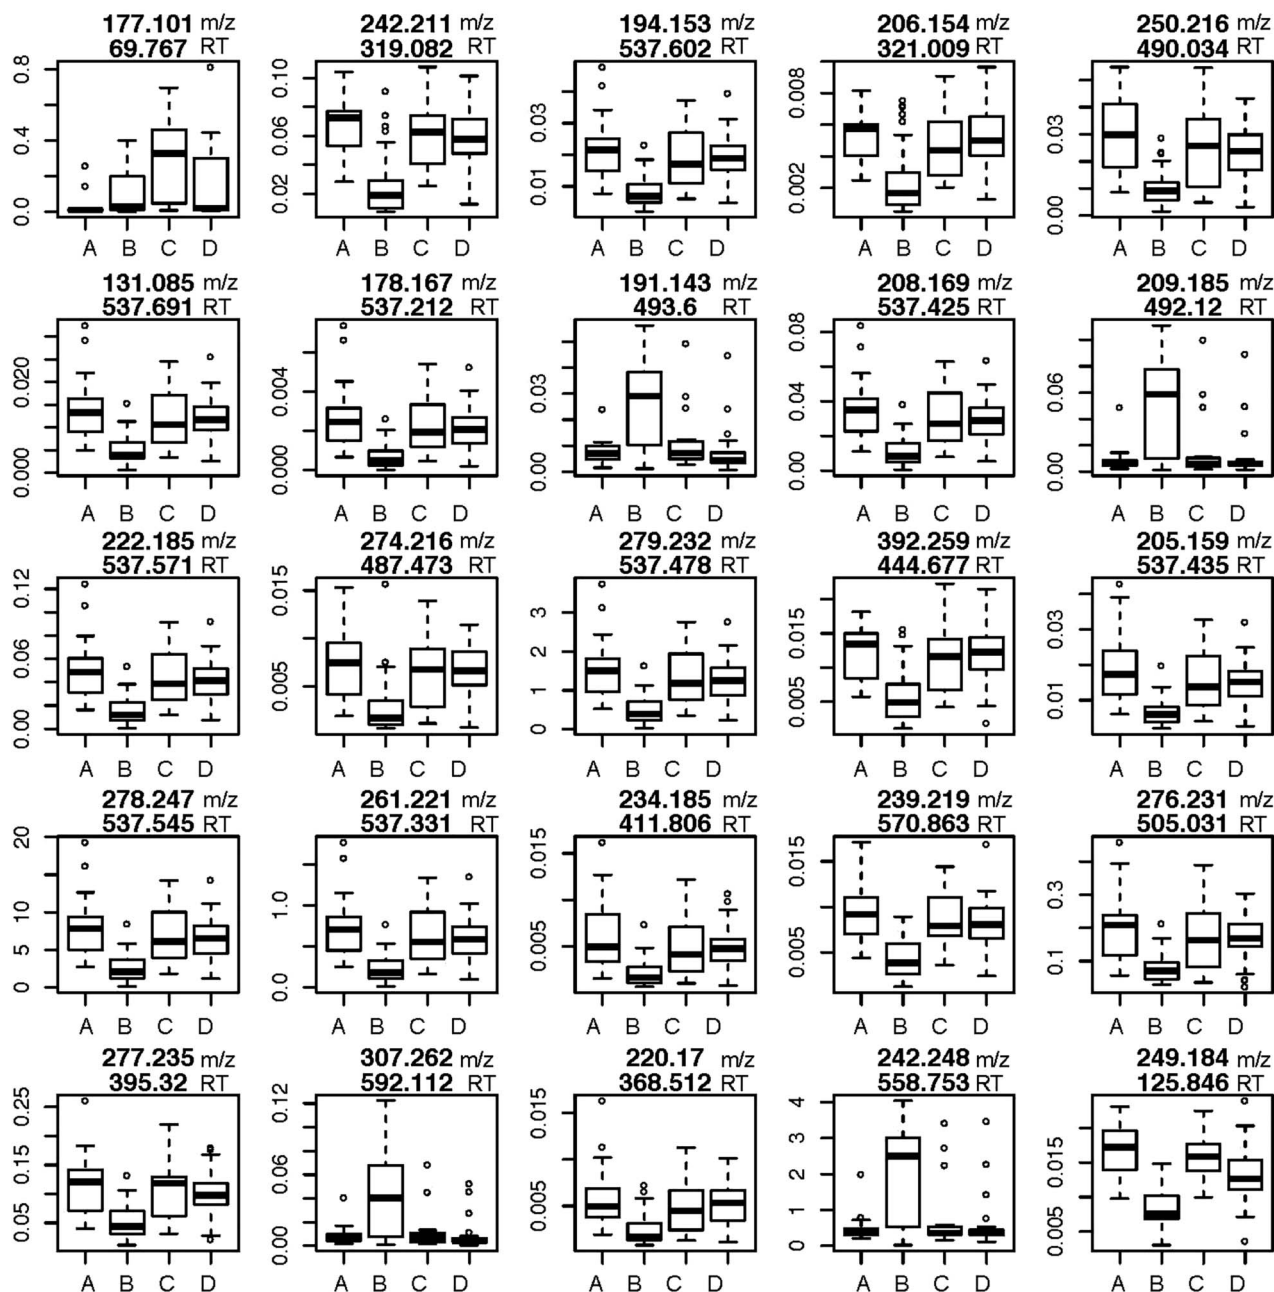 177.101 m/z 242.211 m/z 194.153 m/z 206.154 m/z 250.216 m/z
69.767 RT 319.082 RT 537.602 RT 321.009 RT 490.034 RT
0.0 0.4 0.8 0.02 0.06 0.10 0.01 0.03 0.002 0.008 0.00 0.03
A B C D A B C D A B C D A B C D A B C D
131.085 m/z 178.167 m/z 191.143 m/z 208.169 m/z 209.185 m/z
537.691 RT 537.212 RT 493.6 RT 537.425 RT 492.12 RT
0.000 0.020 0.000 0.004 0.00 0.03 0.00 0.04 0.08 0.00 0.06
A B C D A B C D A B C D A B C D A B C D
222.185 m/z 274.216 m/z 279.232 m/z 392.259 m/z 205.159 m/z
537.571 RT 487.473 RT 537.478 RT 444.677 RT 537.435 RT
0.00 0.06 0.12 0.005 0.015 0 1 2 3 0.005 0.015 0.01 0.03
A B C D A B C D A B C D A B C D A B C D
278.247 m/z 261.221 m/z 234.185 m/z 239.219 m/z 276.231 m/z
537.545 RT 537.331 RT 411.806 RT 570.863 RT 505.031 RT
0 5 10 20 0.0 1.0 0.005 0.015 0.005 0.015 0.1 0.3
A B C D A B C D A B C D A B C D A B C D
277.235 m/z 307.262 m/z 220.17 m/z 242.248 m/z 249.184 m/z
395.32 RT 592.112 RT 368.512 RT 558.753 RT 125.846 RT
0.05 0.15 0.25 0.00 0.06 0.12 0.005 0.015 0 1 2 3 4 0.005 0.015
A B C D A B C D A B C D A B C D A B C D